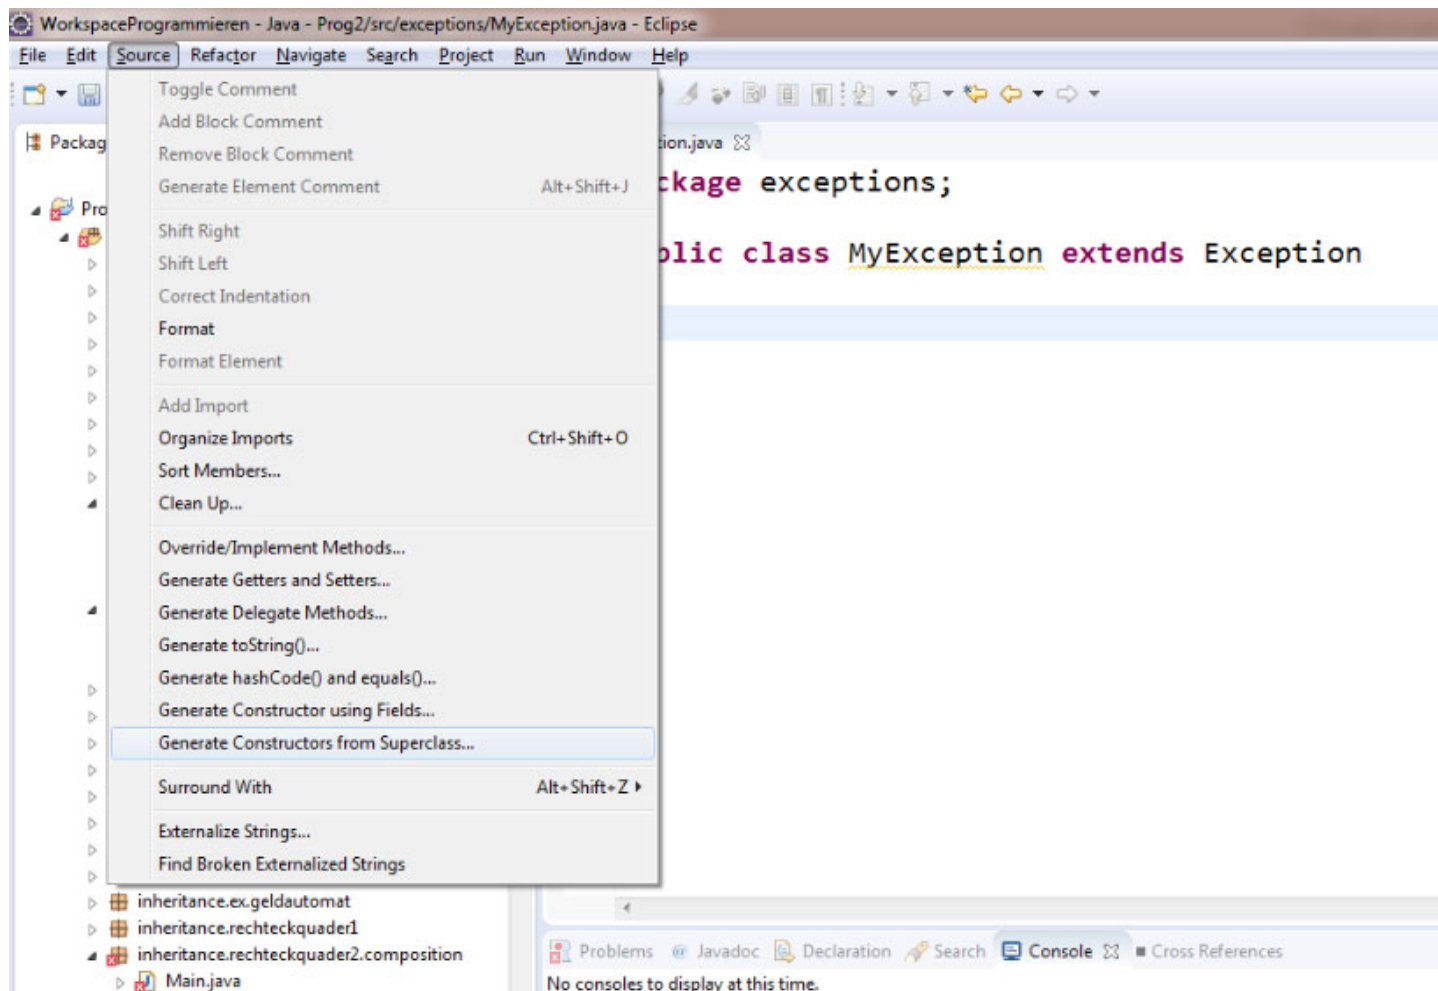 WorkspaceProgrammieren - Java - Prog2/src/exceptions/MyException.java - Eclipse
File Edit Source Refactor Navigate Search Project Run Window Help
Toggle Comment
Add Block Comment
Remove Block Comment
Generate Element Comment Alt+Shift+J
Shift Right
Shift Left
Correct Indentation
Format
Format Element
Add Import
Organize Imports Ctrl+Shift+O
Sort Members...
Clean Up...
Override/Implement Methods...
Generate Getters and Setters...
Generate Delegate Methods...
Generate toString()...
Generate hashCode() and equals()...
Generate Constructor using Fields...
Generate Constructors from Superclass...
Surround With Alt+Shift+Z
Externalize Strings...
Find Broken Externalized Strings
Packag
Pro
inheritance.ex.geldautomat
inheritance.rechteckquader1
inheritance.rechteckquader2.composition
Main.java
tion.java
ckage exceptions;
blic class MyException extends Exception
Problems @ Javadoc Declaration Search Console Cross References
No consoles to display at this time.